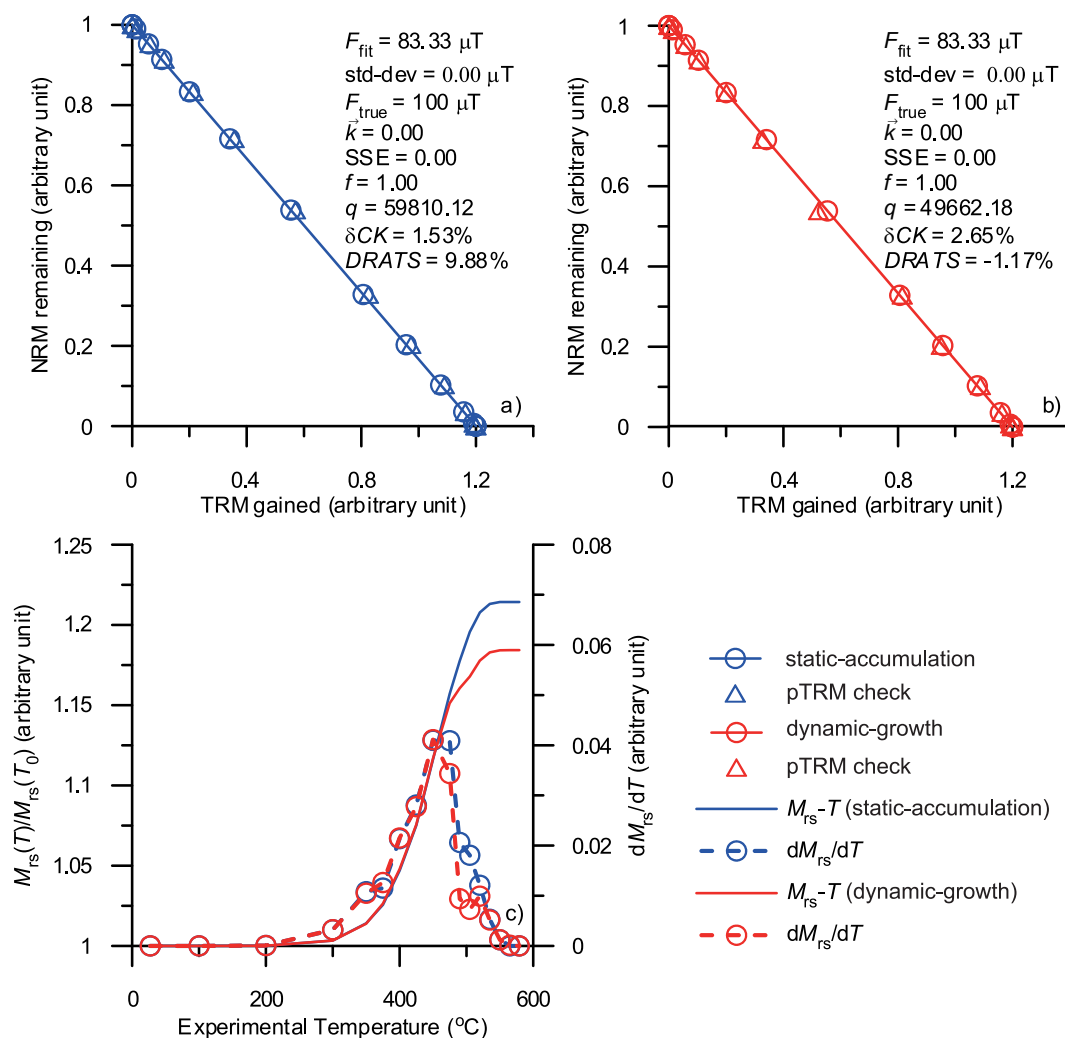 a)
NRM remaining (arbitrary unit)
1
0.8
0.6
0.4
0.2
0
0
0.4
0.8
1.2
TRM gained (arbitrary unit)
F_fit = 83.33 μT
std-dev = 0.00 μT
F_true = 100 μT
k⃗ = 0.00
SSE = 0.00
f = 1.00
q = 59810.12
δCK = 1.53%
DRATS = 9.88%
b)
NRM remaining (arbitrary unit)
1
0.8
0.6
0.4
0.2
0
0
0.4
0.8
1.2
TRM gained (arbitrary unit)
F_fit = 83.33 μT
std-dev = 0.00 μT
F_true = 100 μT
k⃗ = 0.00
SSE = 0.00
f = 1.00
q = 49662.18
δCK = 2.65%
DRATS = -1.17%
c)
M_rs(T)/M_rs(T_0) (arbitrary unit)
1.25
1.2
1.15
1.1
1.05
1
0
200
400
600
Experimental Temperature (°C)
0.08
0.06
0.04
0.02
0
dM_rs/dT (arbitrary unit)
static-accumulation
pTRM check
dynamic-growth
pTRM check
M_rs-T (static-accumulation)
dM_rs/dT
M_rs-T (dynamic-growth)
dM_rs/dT